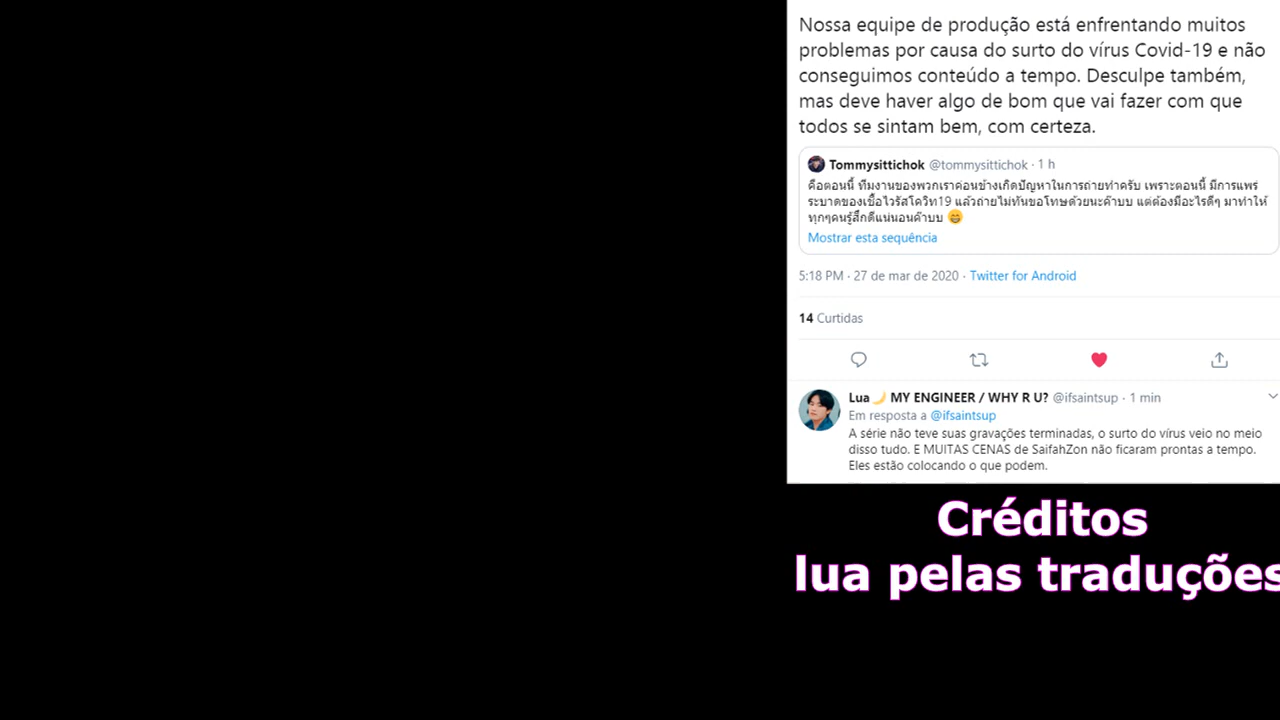 Nossa equipe de produção está enfrentando muitos
problemas por causa do surto do vírus Covid-19 e não
conseguimos conteúdo a tempo. Desculpe também,
mas deve haver algo de bom que vai fazer com que
todos se sintam bem, com certeza.
Tommysittichok @tommysittichok · 1 h
คือตอนนี้ ทีมงานของพวกเราค่อนข้างเกิดปัญหาในการถ่ายทำครับ เพราะตอนนี้ มีการแพร่
ระบาดของเชื้อไวรัสโควิท19 แล้วถ่ายไม่ทันขอโทษด้วยนะค๊าบบ แต่ต้องมีอะไรดีๆ มาทำให้
ทุกๆคนรู้สึกดีแน่นอนค๊าบบ 😁
Mostrar esta sequência
5:18 PM · 27 de mar de 2020 · Twitter for Android
14 Curtidas
Lua 🌙 MY ENGINEER / WHY R U? @ifsaintsup · 1 min
Em resposta a @ifsaintsup
A série não teve suas gravações terminadas, o surto do vírus veio no meio
disso tudo. E MUITAS CENAS de SaifahZon não ficaram prontas a tempo.
Eles estão colocando o que podem.
Créditos
lua pelas traduções